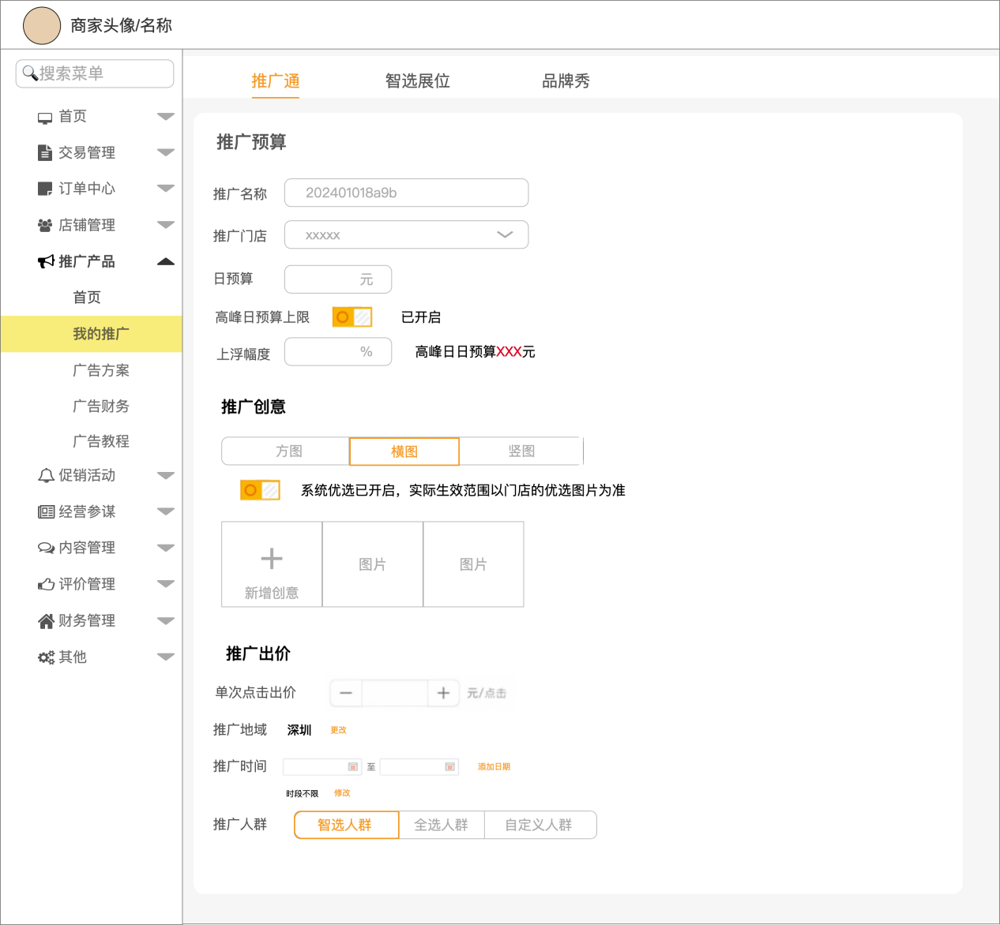 商家头像/名称
搜索菜单
首页
交易管理
订单中心
店铺管理
推广产品
首页
我的推广
广告方案
广告财务
广告教程
促销活动
经营参谋
内容管理
评价管理
财务管理
其他
推广通 智选展位 品牌秀
推广预算
推广名称 202401018a9b
推广门店 xxxxx
日预算 元
高峰日预算上限 已开启
上浮幅度 % 高峰日日预算XXX元
推广创意
方图 横图 竖图
系统优选已开启，实际生效范围以门店的优选图片为准
新增创意 图片 图片
推广出价
单次点击出价 元/点击
推广地域 深圳 更改
推广时间 至 添加日期
时段不限 修改
推广人群 智选人群 全选人群 自定义人群